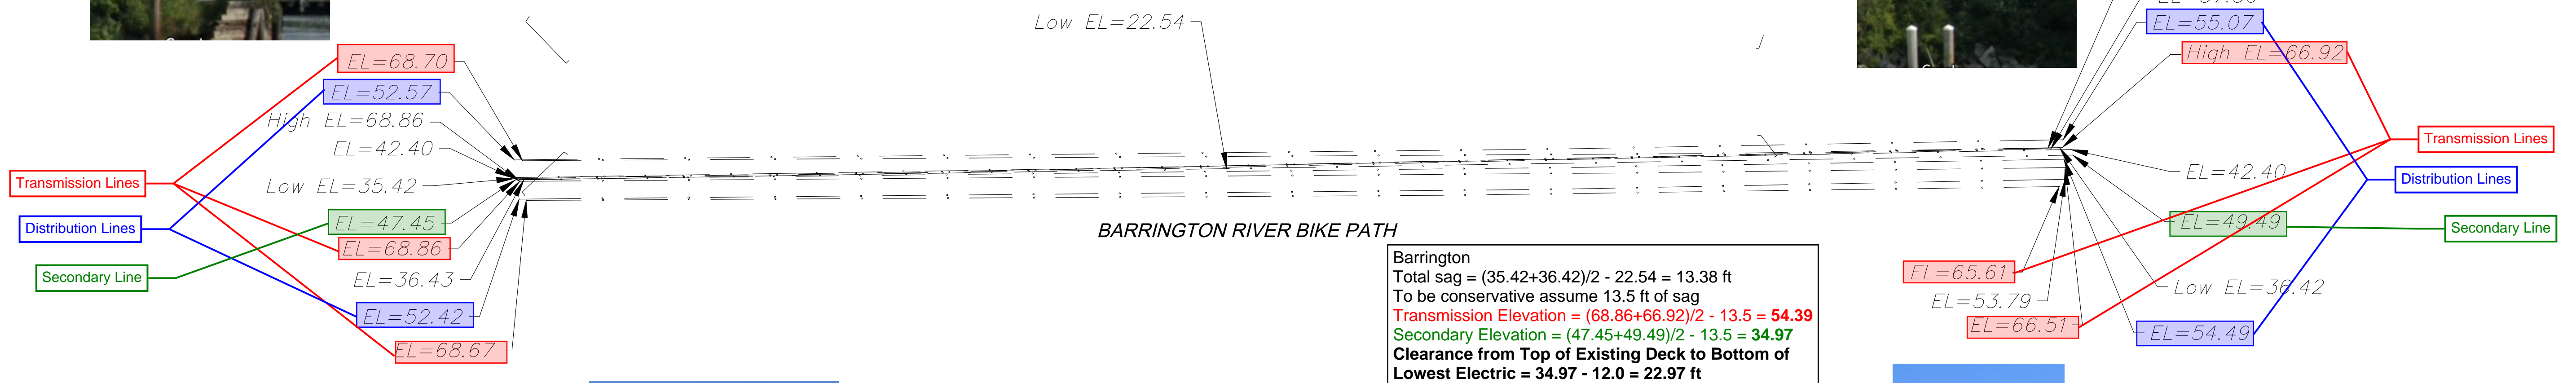 Low EL=22.54
EL=68.70
EL=52.57
High EL=68.86
EL=42.40
Low EL=35.42
EL=47.45
EL=68.86
EL=36.43
EL=52.42
EL=68.67
Transmission Lines
Distribution Lines
Secondary Line
BARRINGTON RIVER BIKE PATH
Barrington
Total sag = (35.42+36.42)/2 - 22.54 = 13.38 ft
To be conservative assume 13.5 ft of sag
Transmission Elevation = (68.86+66.92)/2 - 13.5 = 54.39
Secondary Elevation = (47.45+49.49)/2 - 13.5 = 34.97
Clearance from Top of Existing Deck to Bottom of
Lowest Electric = 34.97 - 12.0 = 22.97 ft
EL=55.07
High EL=66.92
EL=42.40
EL=49.49
EL=65.61
Low EL=36.42
EL=53.79
EL=66.51
EL=54.49
Transmission Lines
Distribution Lines
Secondary Line